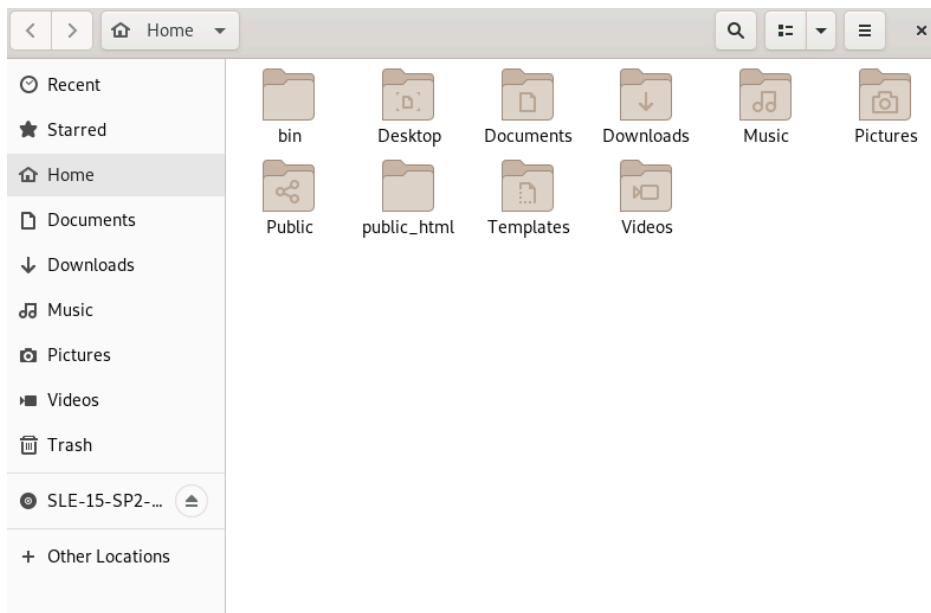 Home
Recent
Starred
Home
Documents
Downloads
Music
Pictures
Videos
Trash
SLE-15-SP2-...
Other Locations
bin Desktop Documents Downloads Music Pictures
Public public_html Templates Videos